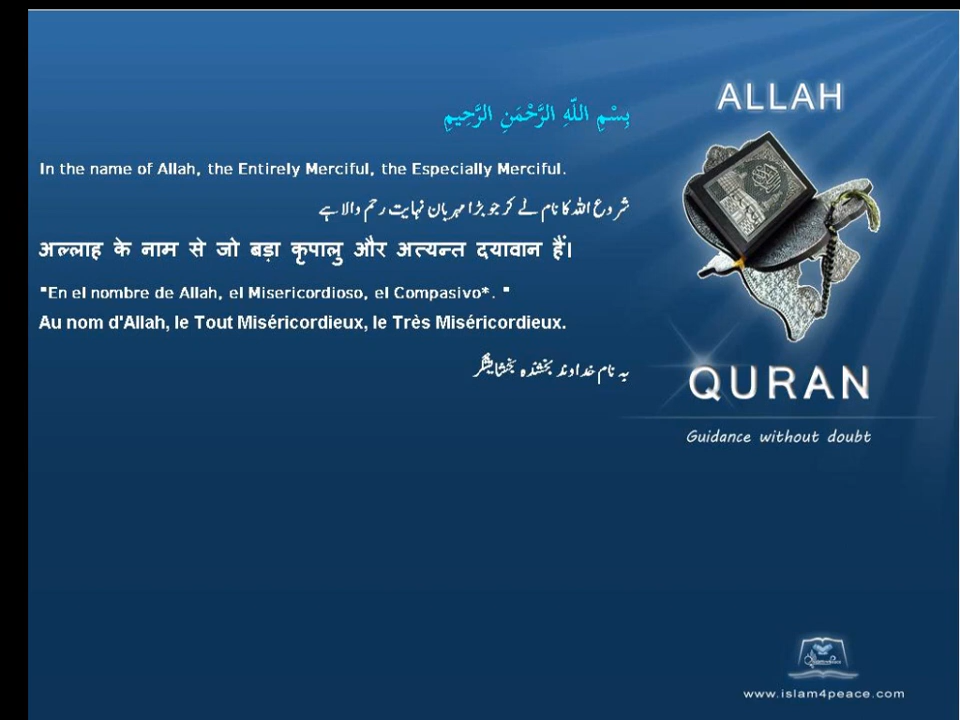 بِسْمِ اللّهِ الرَّحْمَنِ الرَّحِيمِ
In the name of Allah, the Entirely Merciful, the Especially Merciful.
شروع الله کا نام لے کر جو بڑا مہربان نہایت رحم والا ہے
अल्लाह के नाम से जो बड़ा कृपालु और अत्यन्त दयावान हैं।
"En el nombre de Allah, el Misericordioso, el Compasivo*. "
Au nom d'Allah, le Tout Miséricordieux, le Très Miséricordieux.
به نام خداوند بخشنده بخشایشگر
ALLAH
QURAN
Guidance without doubt
www.islam4peace.com